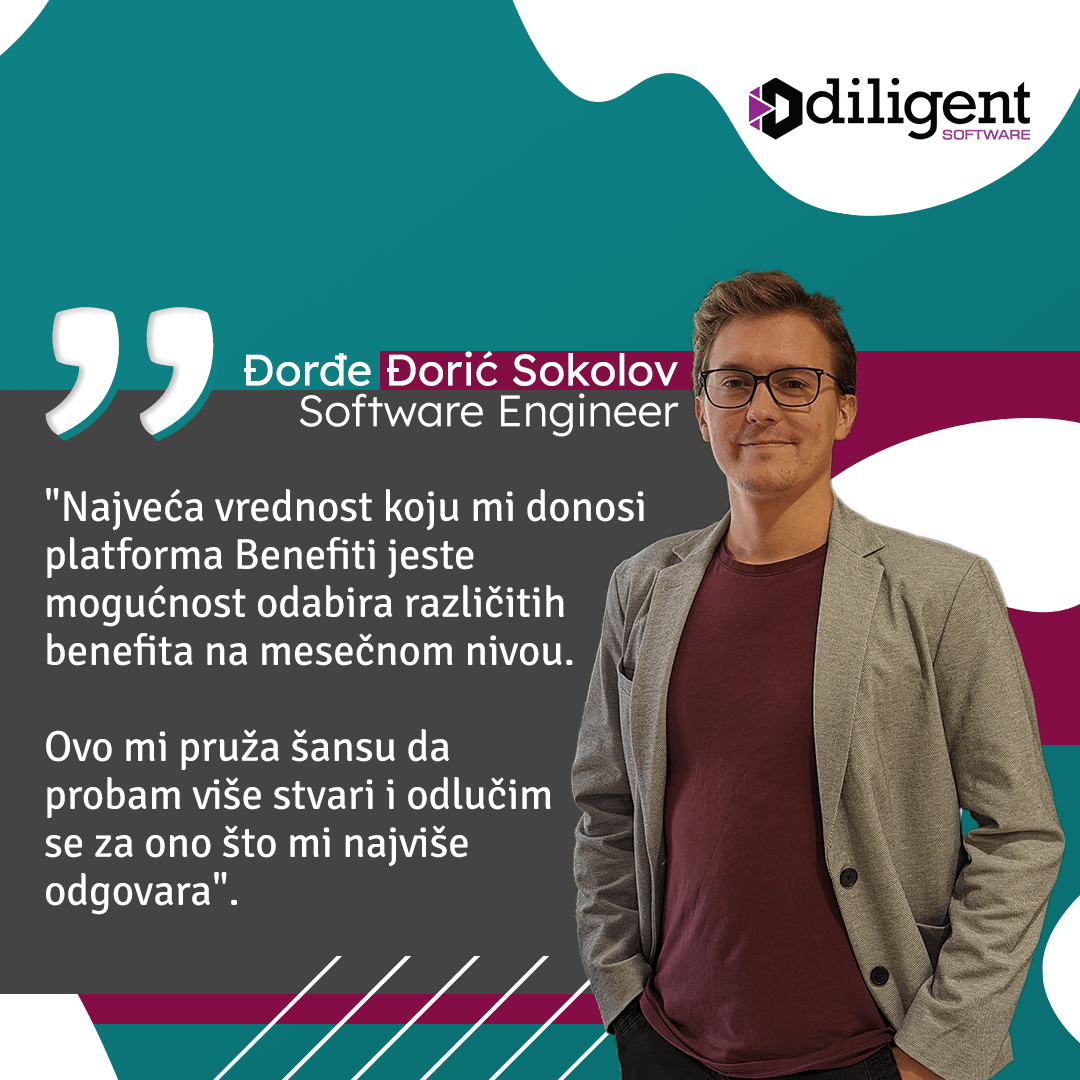 diligent
SOFTWARE
Đorđe Đorić Sokolov
Software Engineer
"Najveća vrednost koju mi donosi
platforma Benefiti jeste
mogućnost odabira različitih
benefita na mesečnom nivou.
Ovo mi pruža šansu da
probam više stvari i odlučim
se za ono što mi najviše
odgovara".